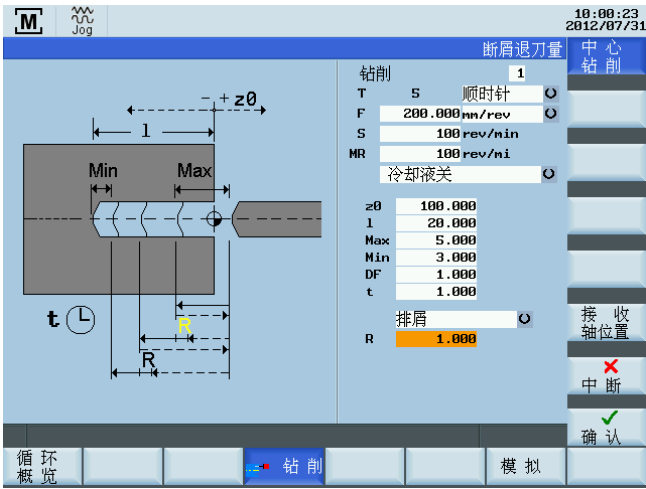 M
Jog
10:00:23
2012/07/31
断屑退刀量
中 心
钻 削
钻削 1
T 5 顺时针
F 200.000 mm/rev
S 100 rev/min
MR 100 rev/mi
冷却液关
z0 100.000
l 20.000
Max 5.000
Min 3.000
DF 1.000
t 1.000
排屑
R 1.000
- + z0
l
Min Max
t
R
R
接 收
轴位置
中 断
确 认
循 环
概 览
钻 削
模 拟